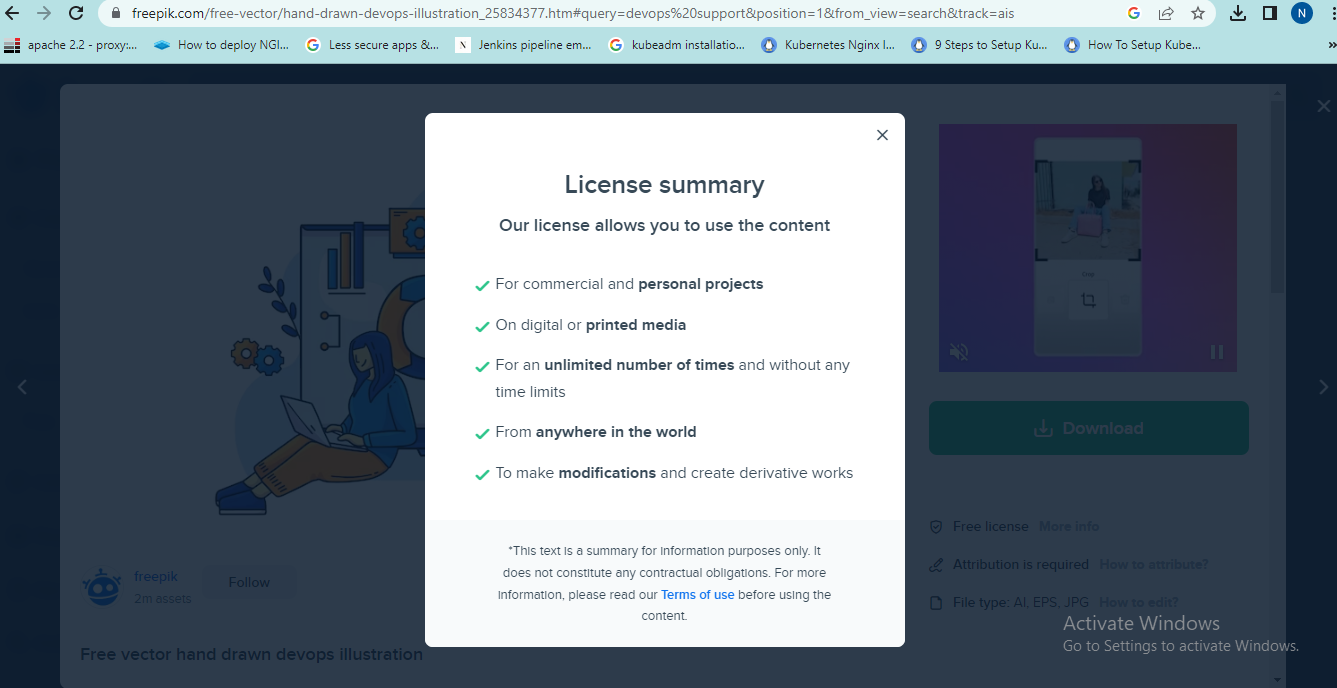 freepik.com/free-vector/hand-drawn-devops-illustration_25834377.htm#query=devops%20support&position=1&from_view=search&track=ais
N
apache 2.2 - proxy:...
How to deploy NGI...
Less secure apps &...
N
Jenkins pipeline em...
kubeadm installatio...
Kubernetes Nginx I...
9 Steps to Setup Ku...
How To Setup Kube...
License summary
Our license allows you to use the content
For commercial and personal projects
On digital or printed media
For an unlimited number of times and without any
time limits
From anywhere in the world
To make modifications and create derivative works
*This text is a summary for information purposes only. It
does not constitute any contractual obligations. For more
information, please read our Terms of use before using the
content.
freepik
2m assets
Follow
Free vector hand drawn devops illustration
Crop
Download
Free license More info
Attribution is required How to attribute?
File type: AI, EPS, JPG How to edit?
Activate Windows
Go to Settings to activate Windows.